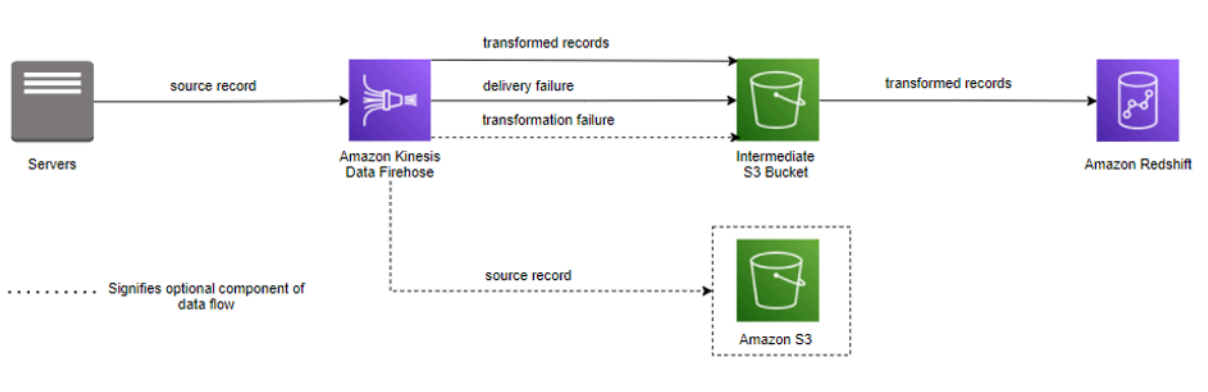 transformed records
source record
delivery failure
transformed records
transformation failure
Servers
Amazon Kinesis
Data Firehose
Intermediate
S3 Bucket
Amazon Redshift
source record
Signifies optional component of
data flow
Amazon S3